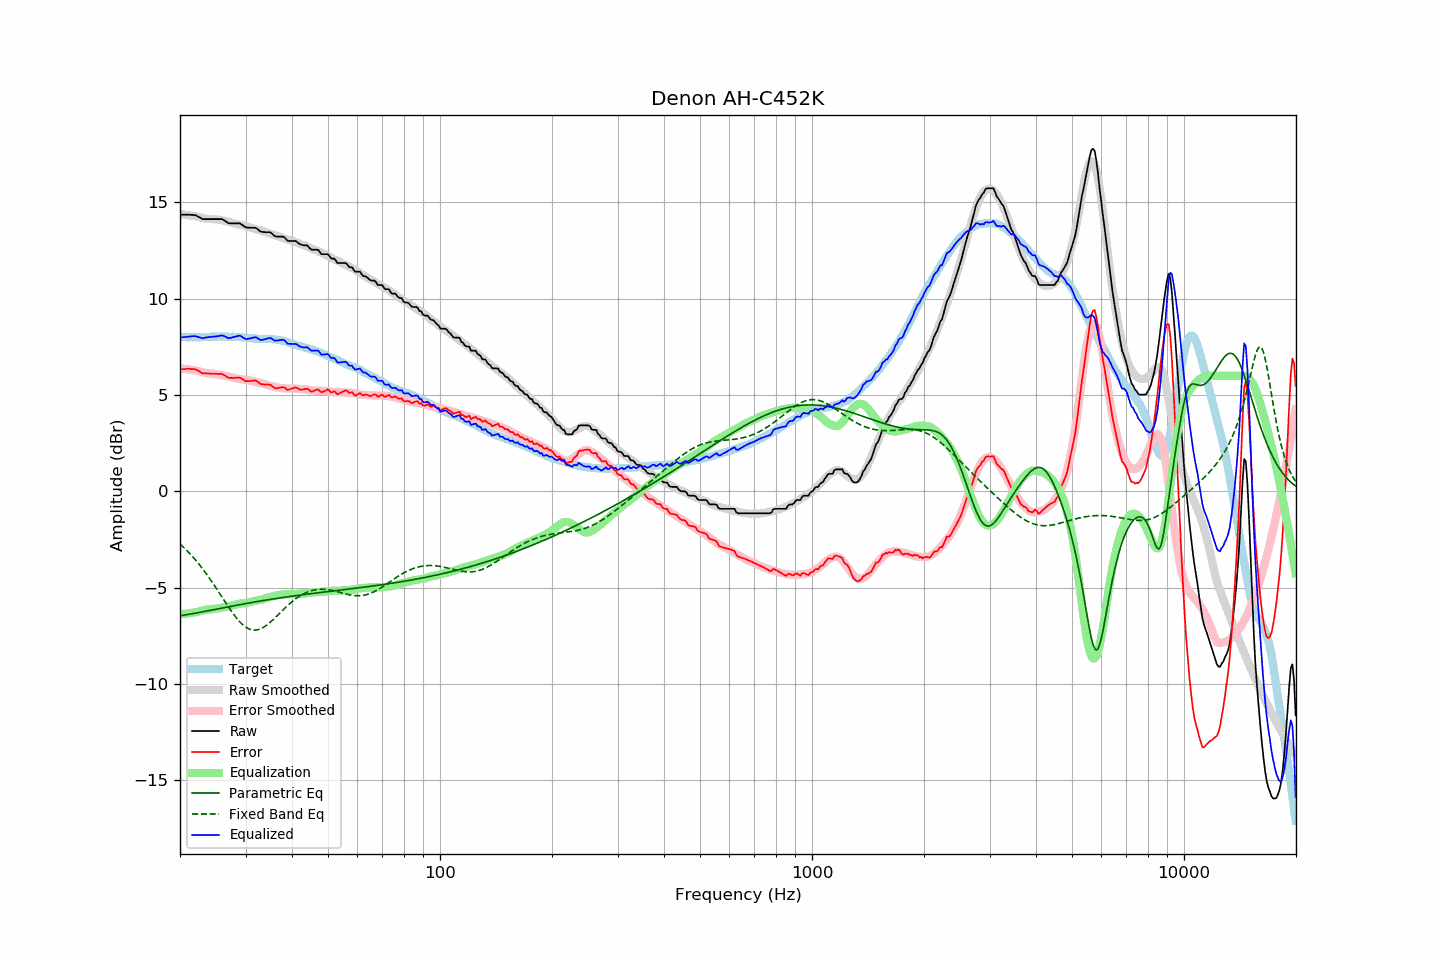 Denon AH-C452K
Amplitude (dBr)
15
10
5
0
−5
−10
−15
Target
Raw Smoothed
Error Smoothed
Raw
Error
Equalization
Parametric Eq
Fixed Band Eq
Equalized
100
1000
10000
Frequency (Hz)